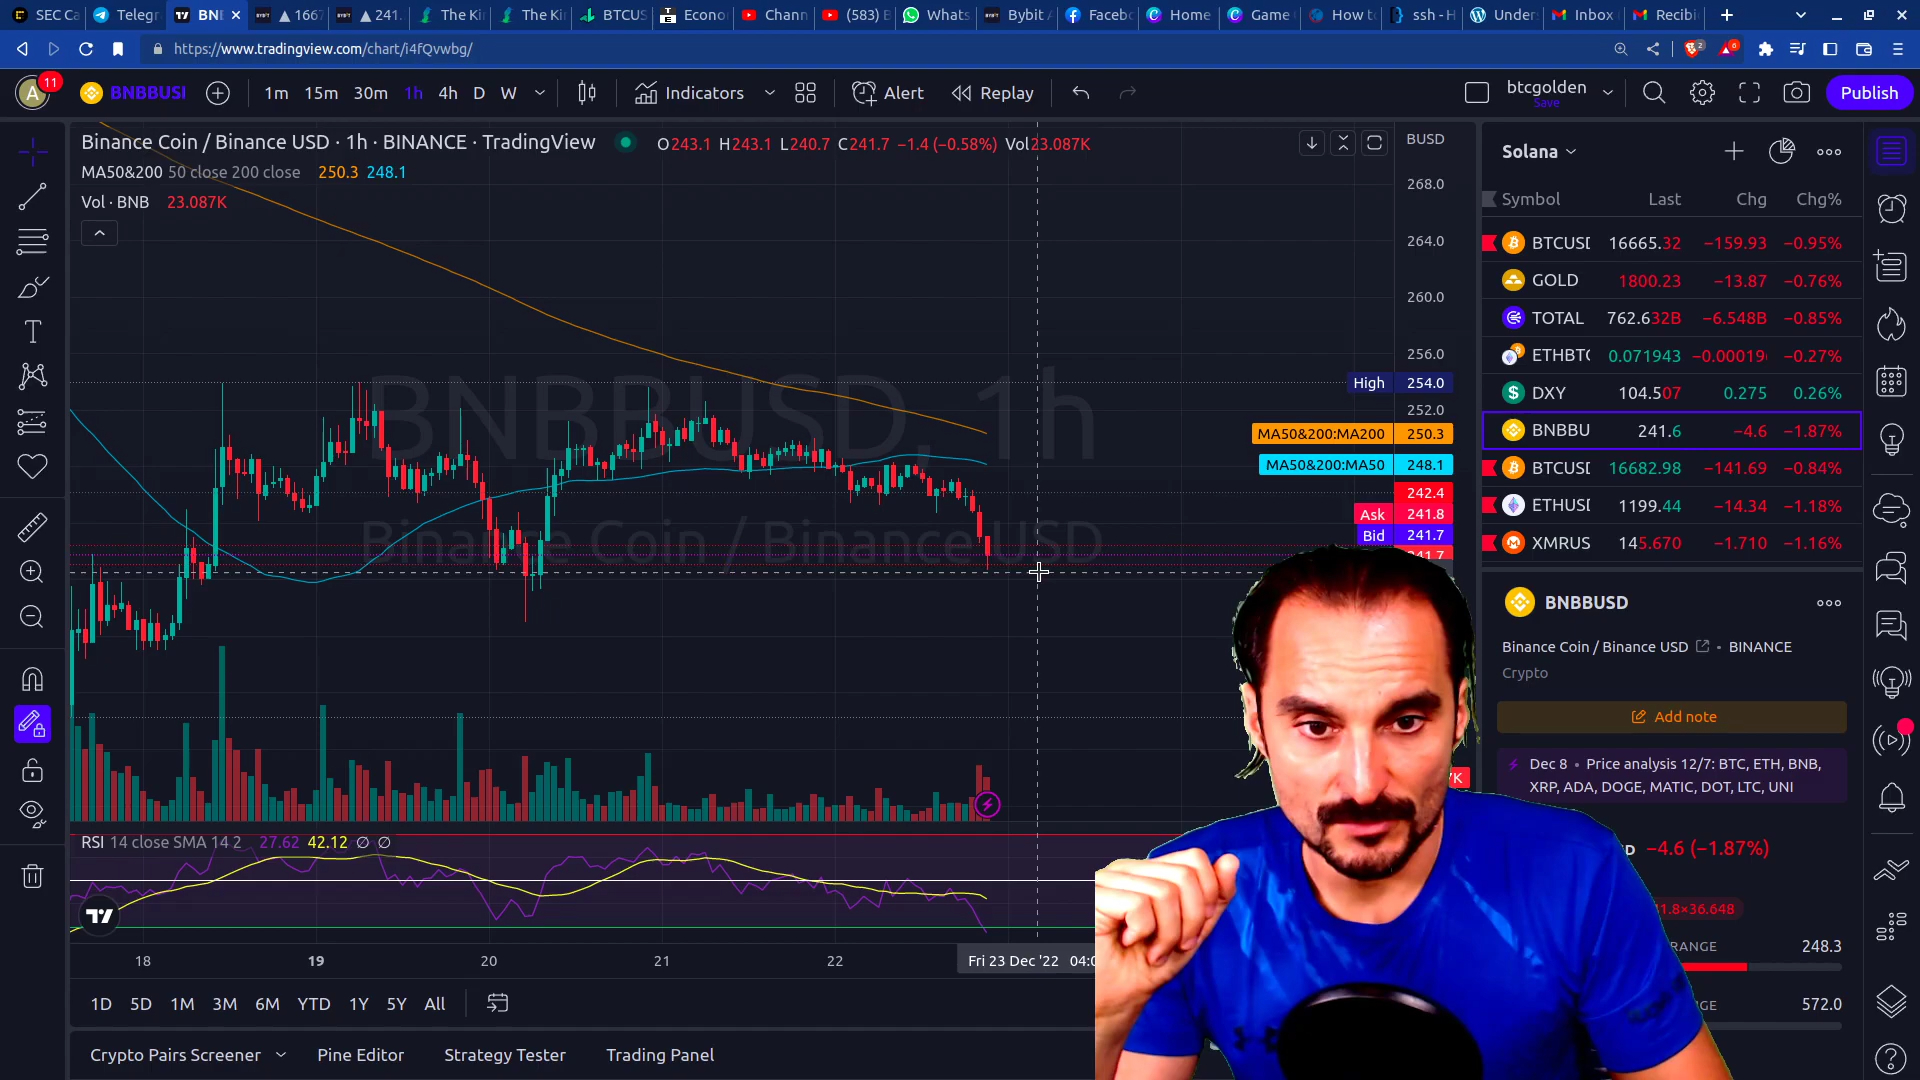 SEC Ca
Telegr
BNI
1667
241.
The Ki
The Ki
BTCUS
Econo
Chann
(583)
Whats
Bybit
Faceb
Home
Game
How t
ssh - H
Under
Inbox
Recibi
https://www.tradingview.com/chart/i4fQvwbg/
A 11
BNBBUSI
1m 15m 30m 1h 4h D W
Indicators
Alert
Replay
btcgolden
Save
Publish
Binance Coin / Binance USD · 1h · BINANCE · TradingView
O243.1 H243.1 L240.7 C241.7 −1.4 (−0.58%) Vol23.087K
MA50&200 50 close 200 close 250.3 248.1
Vol · BNB 23.087K
BNBBUSD, 1h
Binance Coin / Binance USD
BUSD
268.0
264.0
260.0
256.0
High 254.0
252.0
MA50&200:MA200 250.3
MA50&200:MA50 248.1
242.4
Ask 241.8
Bid 241.7
241.7
K
RSI 14 close SMA 14 2 27.62 42.12 ∅ ∅
18 19 20 21 22
Fri 23 Dec '22 04:0
1D 5D 1M 3M 6M YTD 1Y 5Y All
Crypto Pairs Screener
Pine Editor
Strategy Tester
Trading Panel
Solana
Symbol Last Chg Chg%
BTCUSI 16665.32 −159.93 −0.95%
GOLD 1800.23 −13.87 −0.76%
TOTAL 762.632B −6.548B −0.85%
ETHBT 0.071943 −0.00019 −0.27%
DXY 104.507 0.275 0.26%
BNBBU 241.6 −4.6 −1.87%
BTCUSI 16682.98 −141.69 −0.84%
ETHUSI 1199.44 −14.34 −1.18%
XMRUS 145.670 −1.710 −1.16%
BNBBUSD
Binance Coin / Binance USD • BINANCE
Crypto
Add note
Dec 8 • Price analysis 12/7: BTC, ETH, BNB,
XRP, ADA, DOGE, MATIC, DOT, LTC, UNI
D −4.6 (−1.87%)
1.8×36.648
RANGE 248.3
GE 572.0